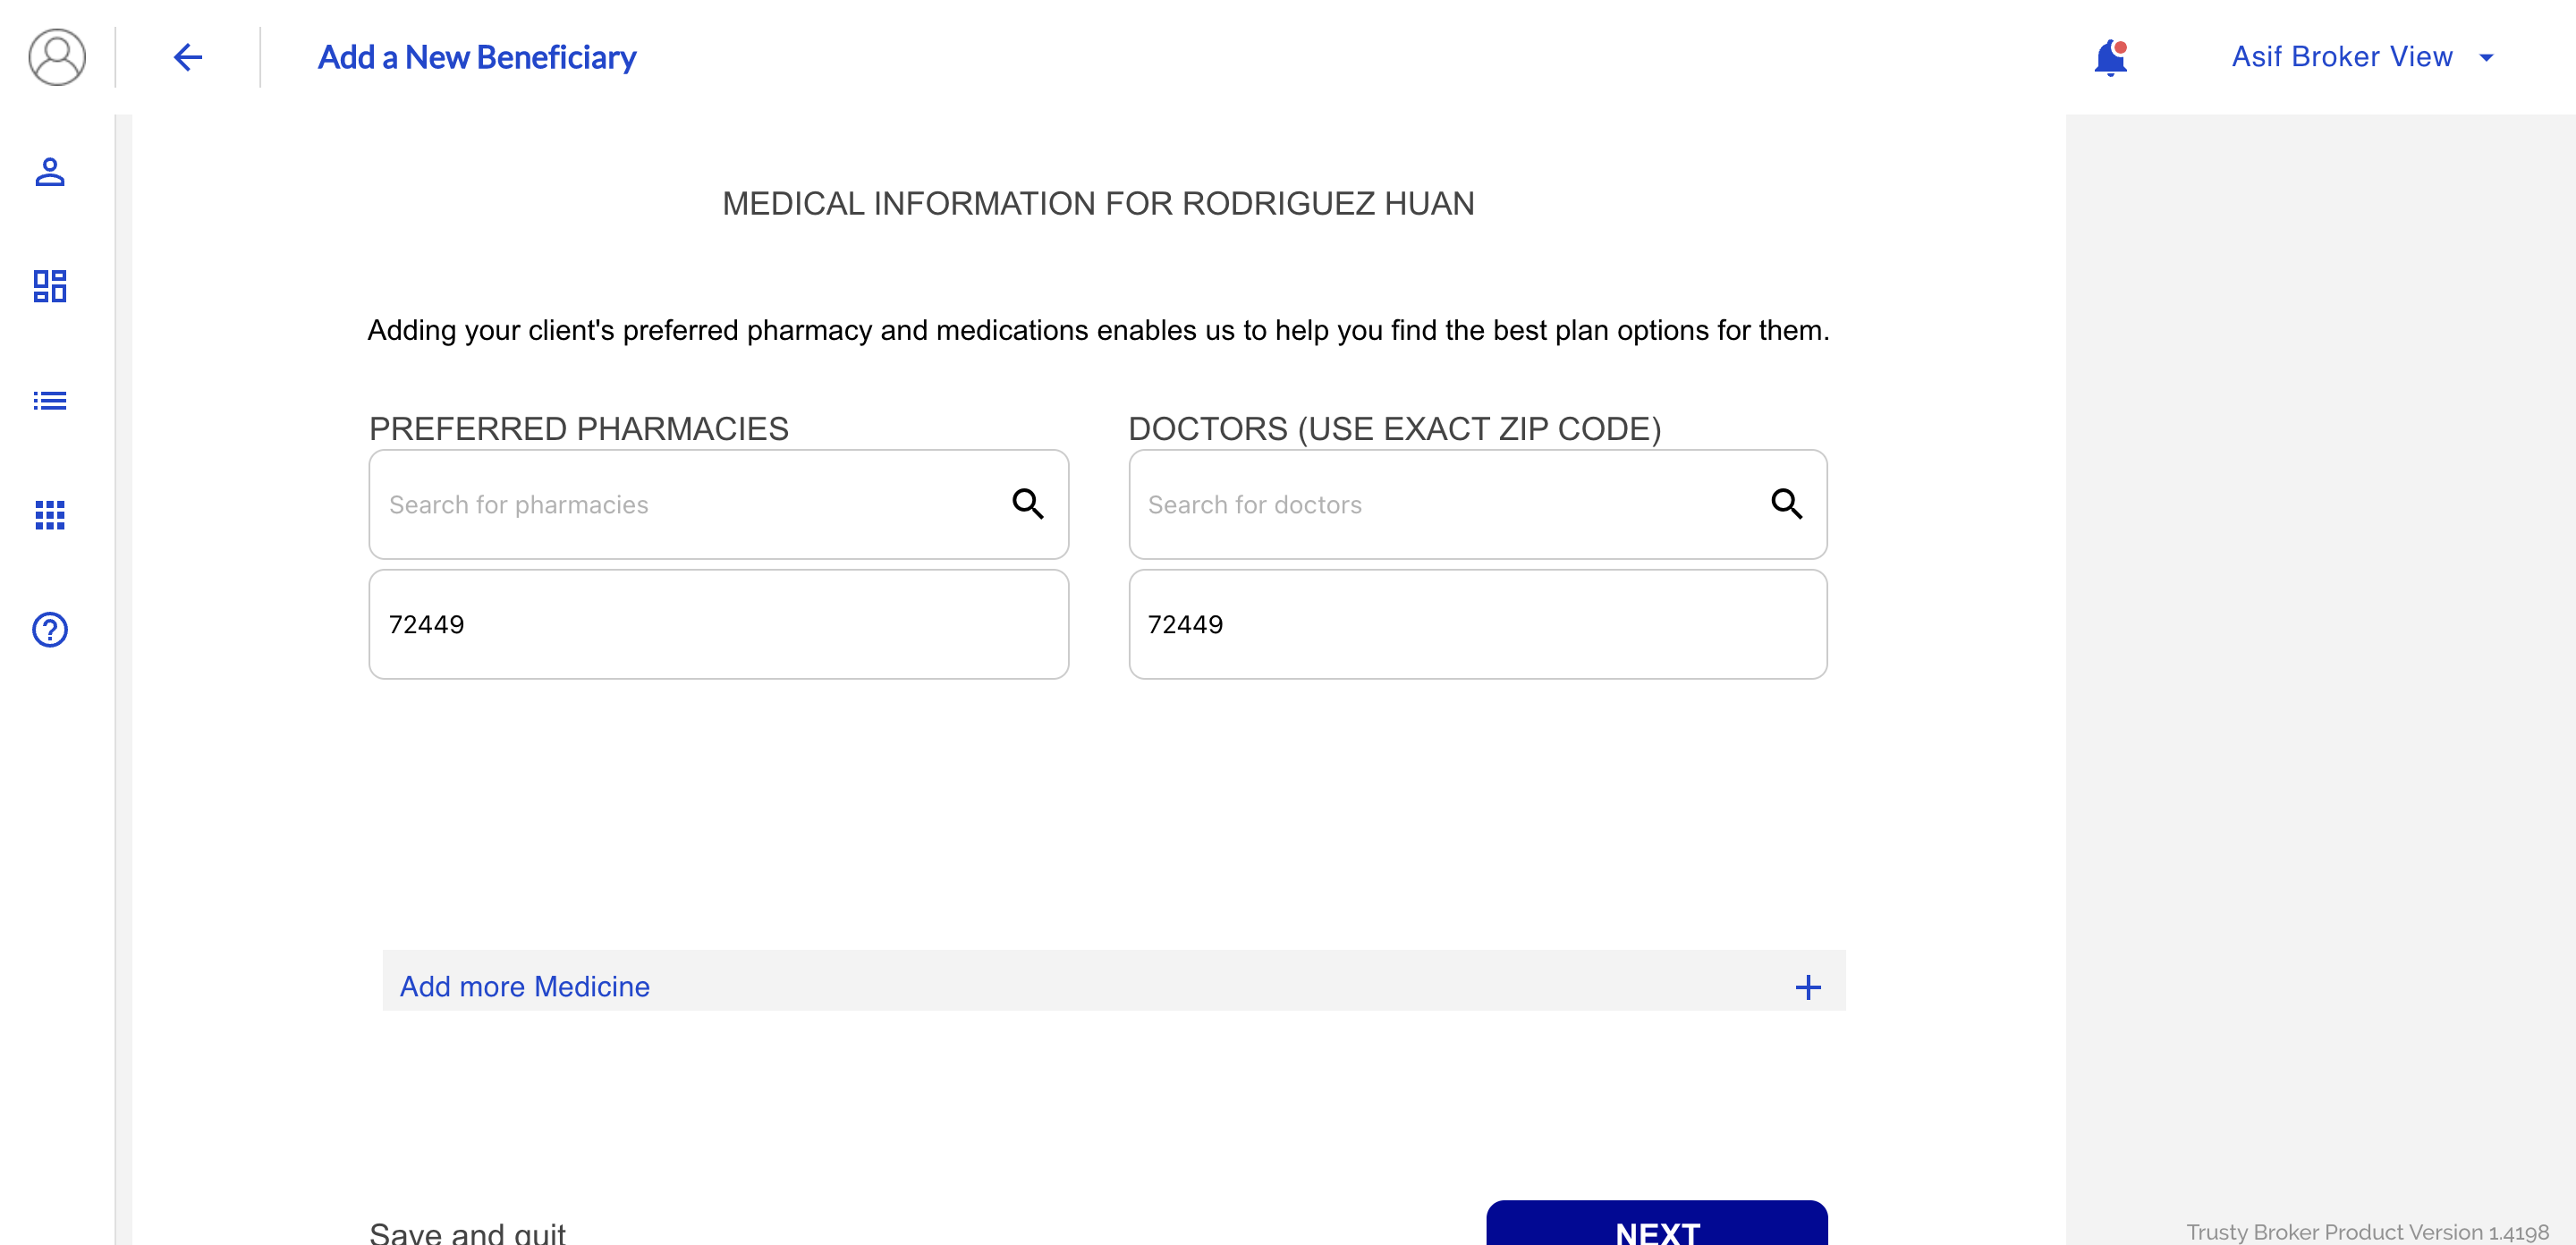 Add a New Beneficiary
Asif Broker View
MEDICAL INFORMATION FOR RODRIGUEZ HUAN
Adding your client's preferred pharmacy and medications enables us to help you find the best plan options for them.
PREFERRED PHARMACIES
DOCTORS (USE EXACT ZIP CODE)
Search for pharmacies
Search for doctors
72449
72449
Add more Medicine
Save and quit
NEXT
Trusty Broker Product Version 1.4198